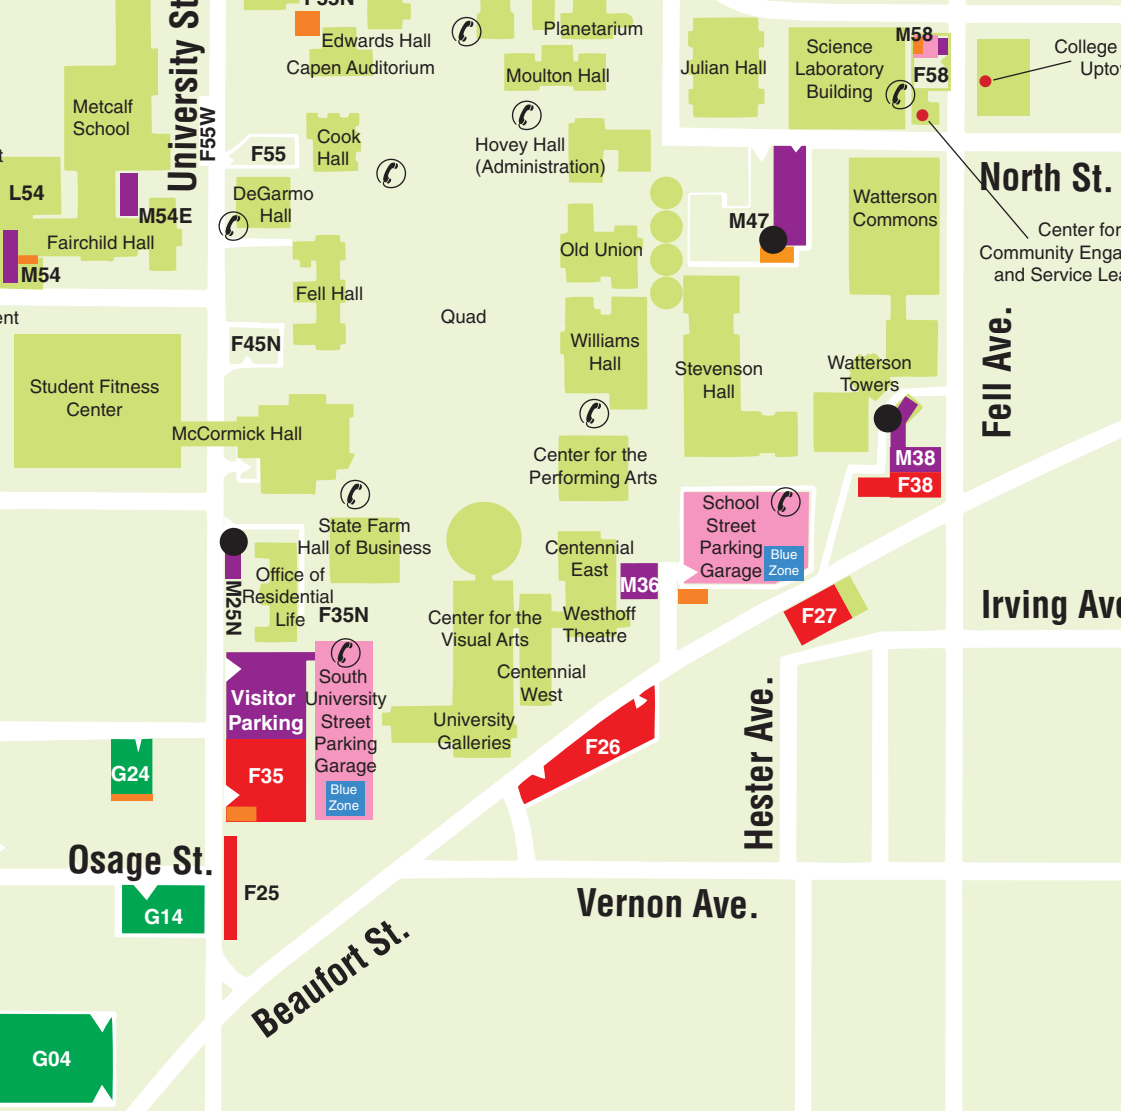 F35N
Edwards Hall
Capen Auditorium
Planetarium
Moulton Hall
Julian Hall
Science
Laboratory
Building
M58
F58
College
Upto
Metcalf
School
University St
F55W
F55
Cook
Hall
Hovey Hall
(Administration)
North St.
L54
M54E
DeGarmo
Hall
Fairchild Hall
M54
M47
Watterson
Commons
Center for
Community Enga
and Service Lea
Old Union
Fell Hall
Quad
ent
F45N
Williams
Hall
Stevenson
Hall
Watterson
Towers
Fell Ave.
Student Fitness
Center
McCormick Hall
Center for the
Performing Arts
M38
F38
School
Street
Parking
Garage
Blue
Zone
State Farm
Hall of Business
Centennial
East
M36
Office of
Residential
Life
M25N
F35N
Center for the
Visual Arts
Westhoff
Theatre
F27
Irving Ave
Centennial
West
Visitor
Parking
South
University
Street
Parking
Garage
Blue
Zone
University
Galleries
F26
Hester Ave.
G24
F35
Osage St.
G14
F25
Vernon Ave.
Beaufort St.
G04